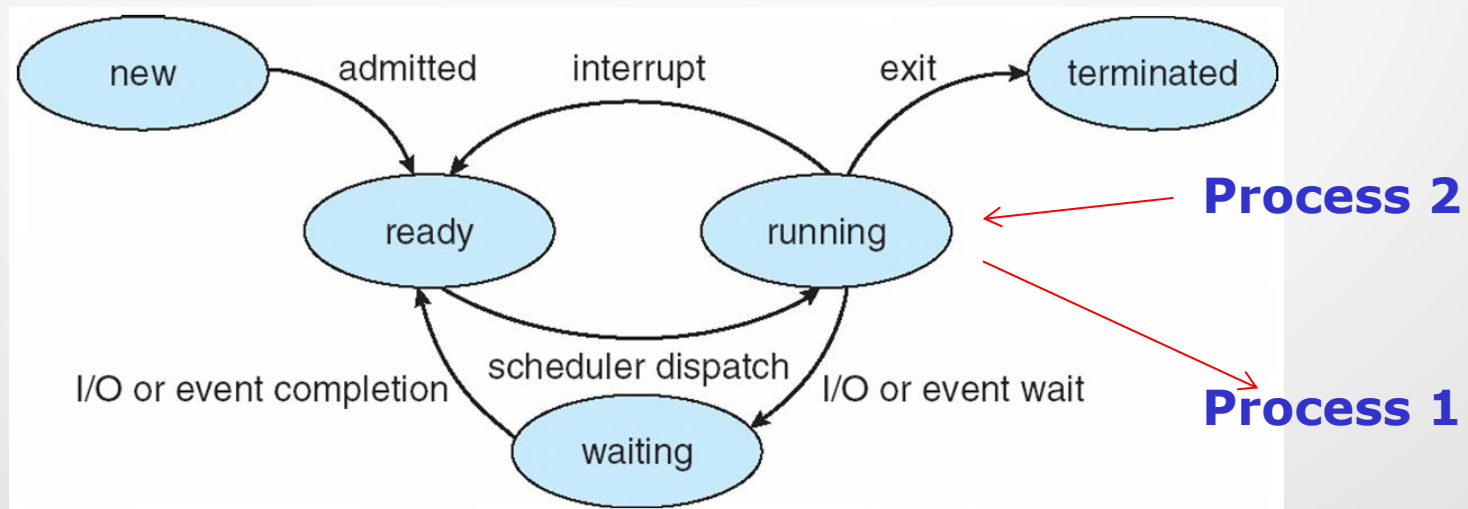 new
admitted
interrupt
exit
terminated
Process 2
ready
running
scheduler dispatch
I/O or event completion
I/O or event wait
Process 1
waiting